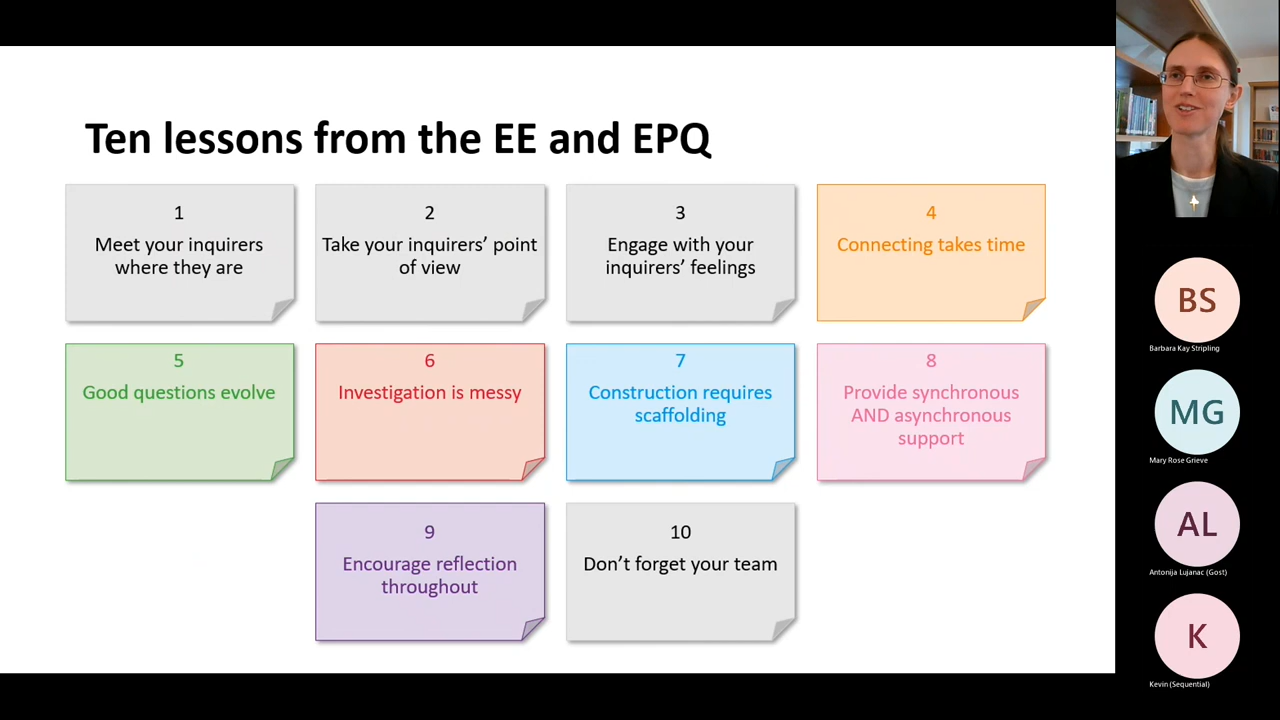 Ten lessons from the EE and EPQ
1
Meet your inquirers
where they are
2
Take your inquirers’ point
of view
3
Engage with your
inquirers’ feelings
4
Connecting takes time
5
Good questions evolve
6
Investigation is messy
7
Construction requires
scaffolding
8
Provide synchronous
AND asynchronous
support
9
Encourage reflection
throughout
10
Don’t forget your team
BS
Barbara Kay Stripling
MG
Mary Rose Grieve
AL
Antonija Lujanac (Gost)
K
Kevin (Sequential)